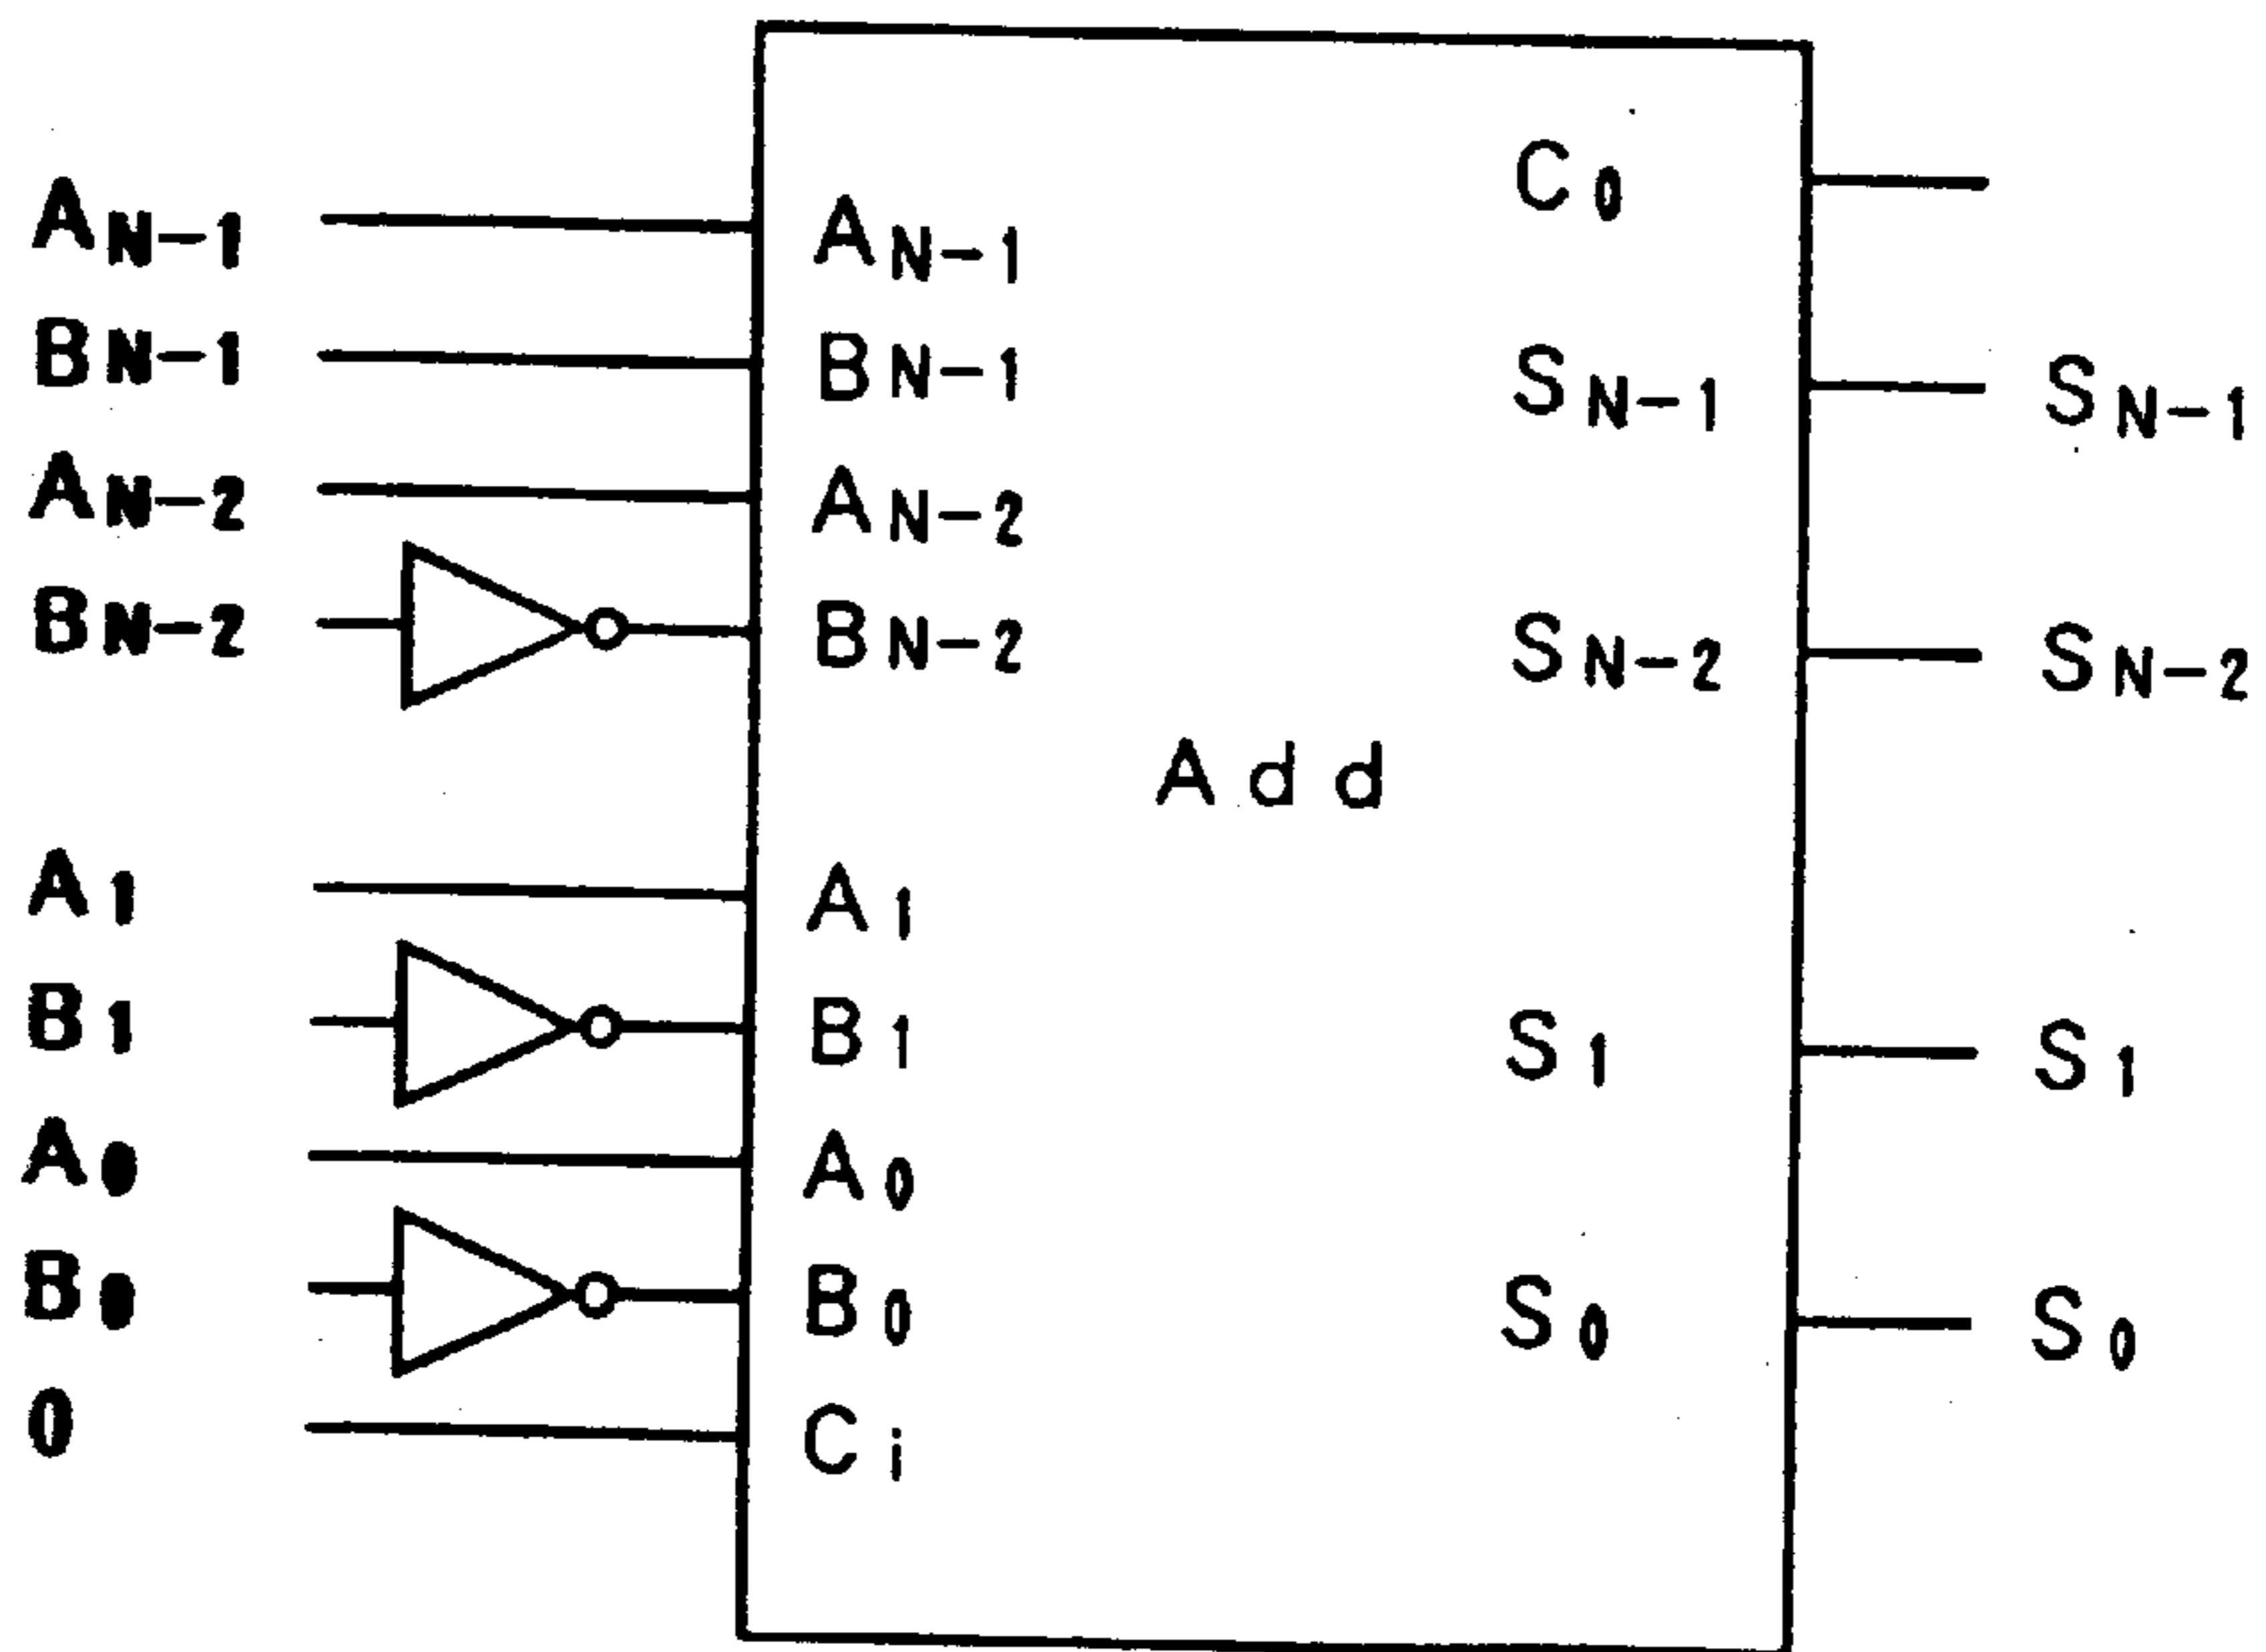 C0
AN-1 AN-1
BN-1 BN-1 SN-1 SN-1
AN-2 AN-2
BN-2 BN-2 SN-2 SN-2
Add
A1 A1
B1 B1 S1 S1
A0 A0
B0 B0 S0 S0
0 Ci